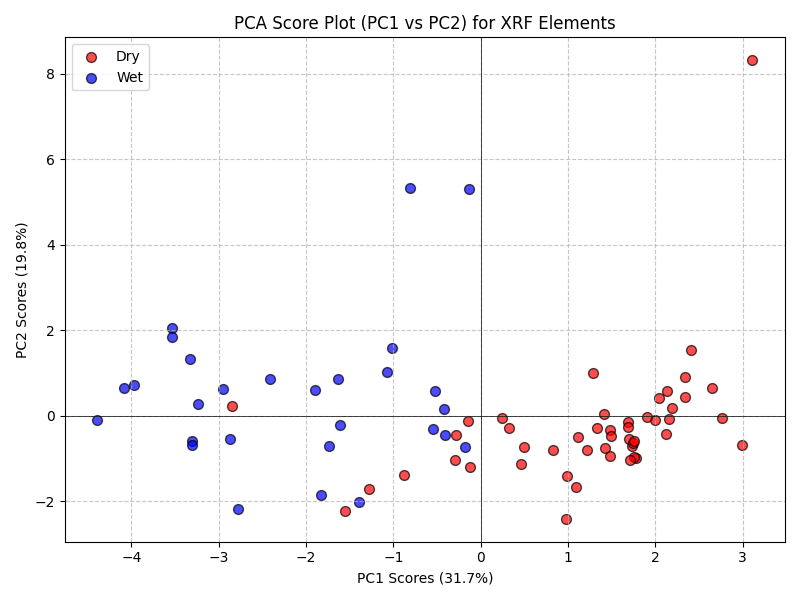 PCA Score Plot (PC1 vs PC2) for XRF Elements
Dry
Wet
8
6
4
2
0
−2
PC2 Scores (19.8%)
−4 −3 −2 −1 0 1 2 3
PC1 Scores (31.7%)